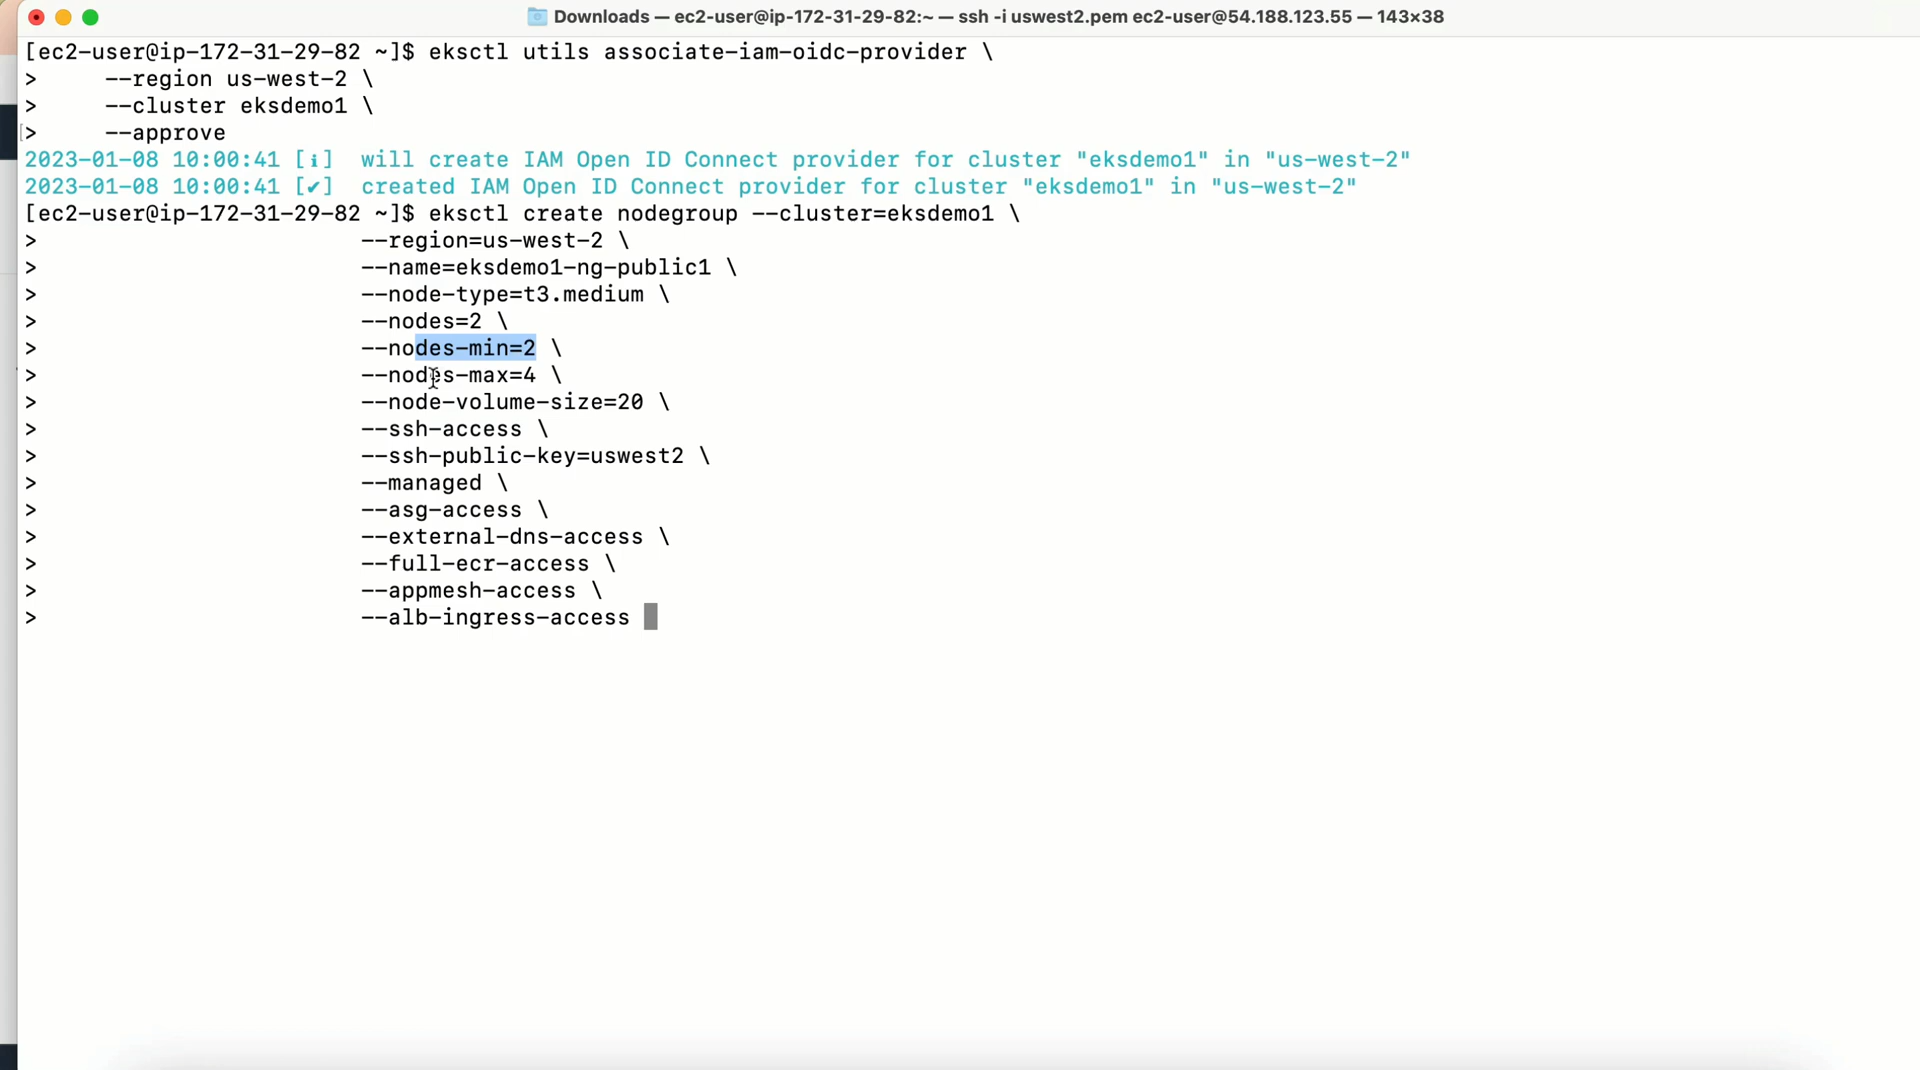 Downloads — ec2-user@ip-172-31-29-82:~ — ssh -i uswest2.pem ec2-user@54.188.123.55 — 143×38
[ec2-user@ip-172-31-29-82 ~]$ eksctl utils associate-iam-oidc-provider \
>     --region us-west-2 \
>     --cluster eksdemo1 \
[>     --approve
2023-01-08 10:00:41 [ℹ]  will create IAM Open ID Connect provider for cluster "eksdemo1" in "us-west-2"
2023-01-08 10:00:41 [✔]  created IAM Open ID Connect provider for cluster "eksdemo1" in "us-west-2"
[ec2-user@ip-172-31-29-82 ~]$ eksctl create nodegroup --cluster=eksdemo1 \
>                        --region=us-west-2 \
>                        --name=eksdemo1-ng-public1 \
>                        --node-type=t3.medium \
>                        --nodes=2 \
>                        --nodes-min=2 \
>                        --nodes-max=4 \
>                        --node-volume-size=20 \
>                        --ssh-access \
>                        --ssh-public-key=uswest2 \
>                        --managed \
>                        --asg-access \
>                        --external-dns-access \
>                        --full-ecr-access \
>                        --appmesh-access \
>                        --alb-ingress-access